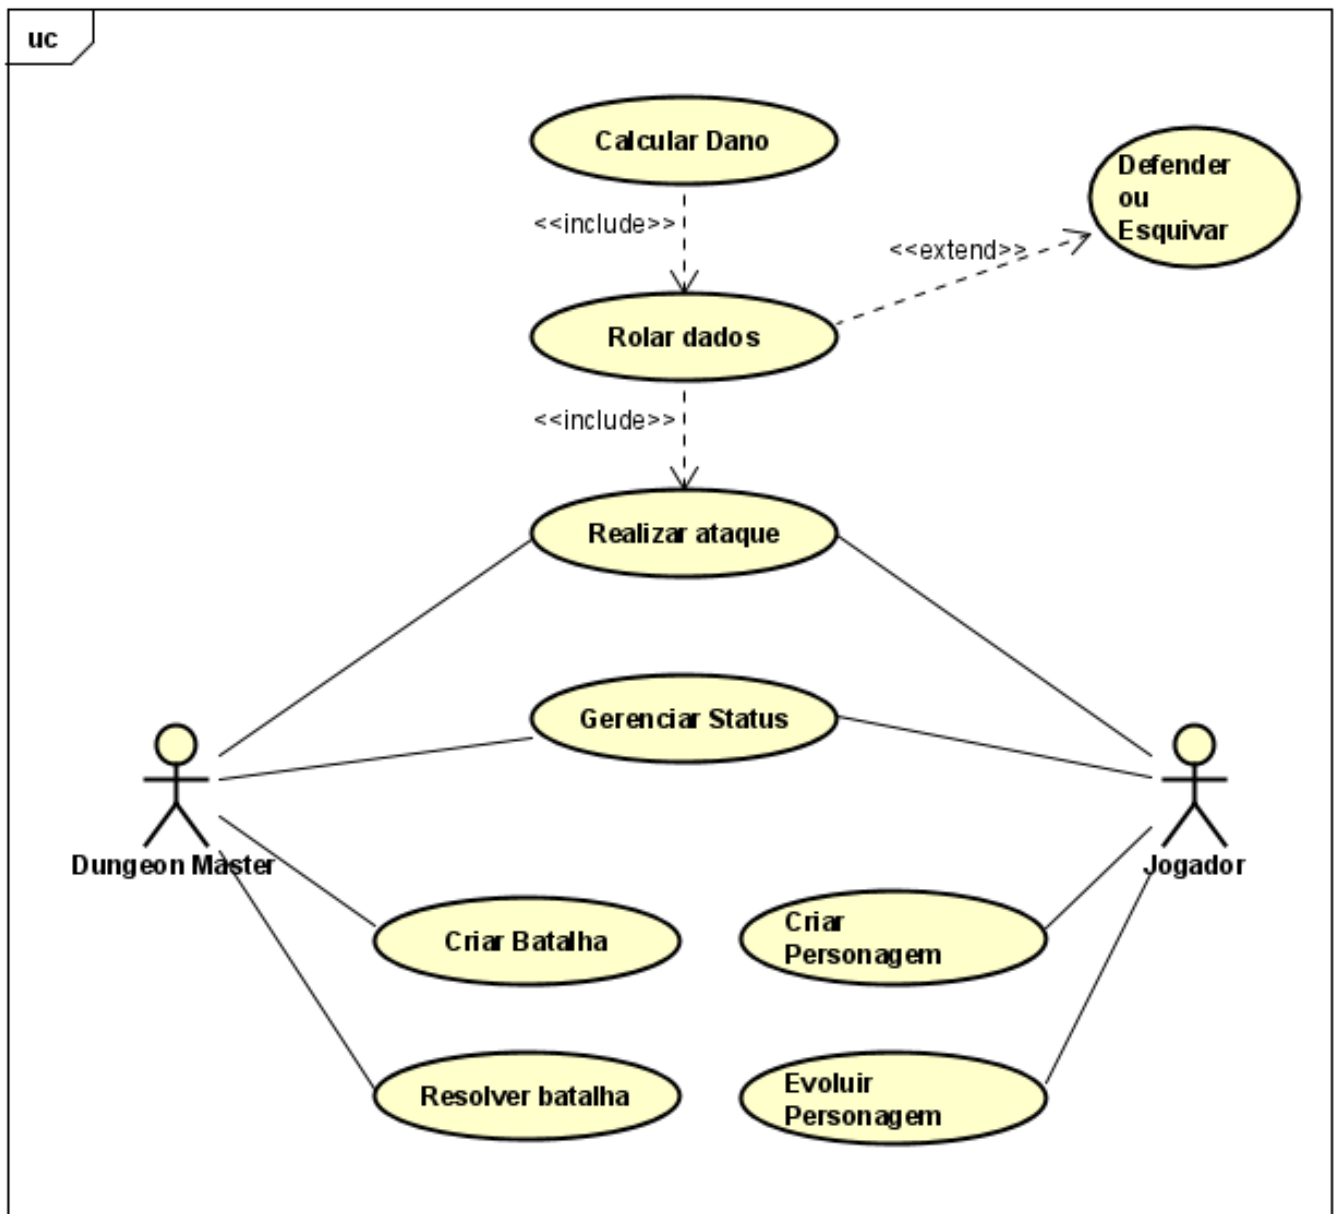 uc
Calcular Dano
Defender
ou
Esquivar
<<include>>
<<extend>>
Rolar dados
<<include>>
Realizar ataque
Gerenciar Status
Dungeon Master
Jogador
Criar Batalha
Criar
Personagem
Resolver batalha
Evoluir
Personagem